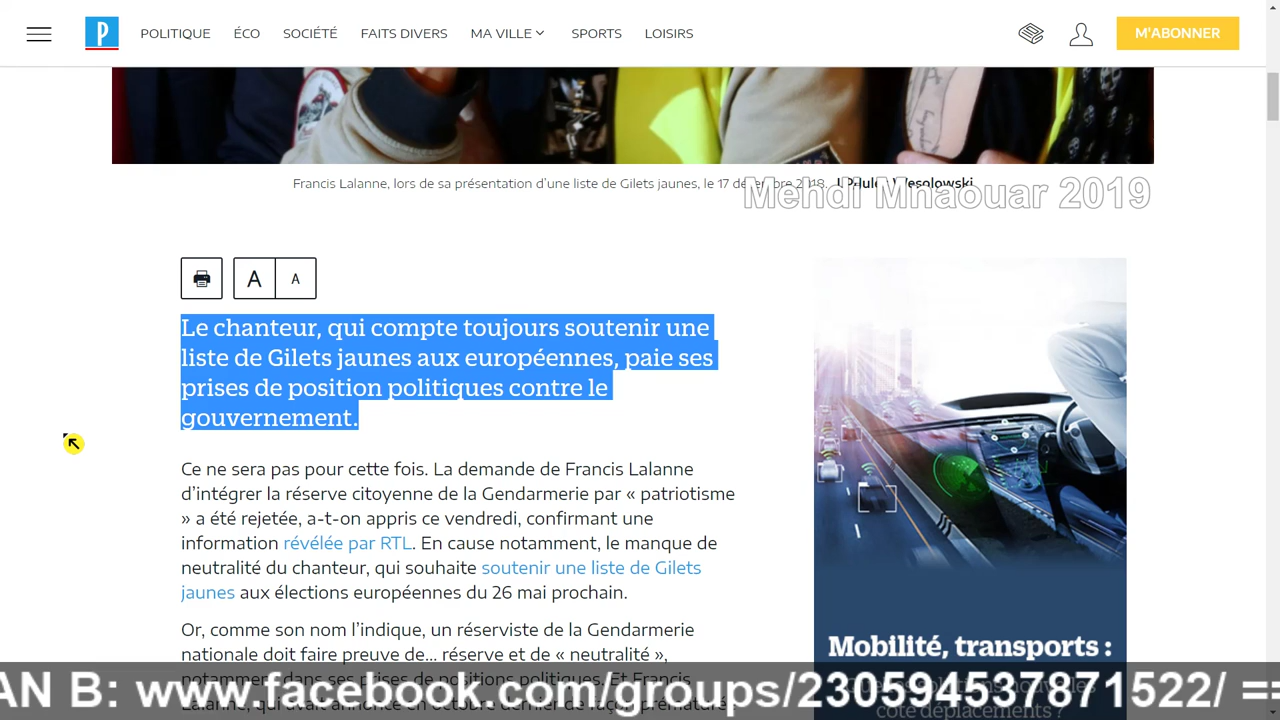 P POLITIQUE ÉCO SOCIÉTÉ FAITS DIVERS MA VILLE SPORTS LOISIRS M'ABONNER
Francis Lalanne, lors de sa présentation d'une liste de Gilets jaunes, le 17 décembre 2018.
Mehdi Mnaouar 2019
A A
Le chanteur, qui compte toujours soutenir une
liste de Gilets jaunes aux européennes, paie ses
prises de position politiques contre le
gouvernement.
Ce ne sera pas pour cette fois. La demande de Francis Lalanne
d'intégrer la réserve citoyenne de la Gendarmerie par « patriotisme
» a été rejetée, a-t-on appris ce vendredi, confirmant une
information révélée par RTL. En cause notamment, le manque de
neutralité du chanteur, qui souhaite soutenir une liste de Gilets
jaunes aux élections européennes du 26 mai prochain.
Or, comme son nom l'indique, un réserviste de la Gendarmerie
nationale doit faire preuve de... réserve et de « neutralité »,
notamment dans ses prises de positions politiques. Et Francis
Mobilité, transports :
AN B: www.facebook.com/groups/230594537871522/ ==
côté déplacements ?